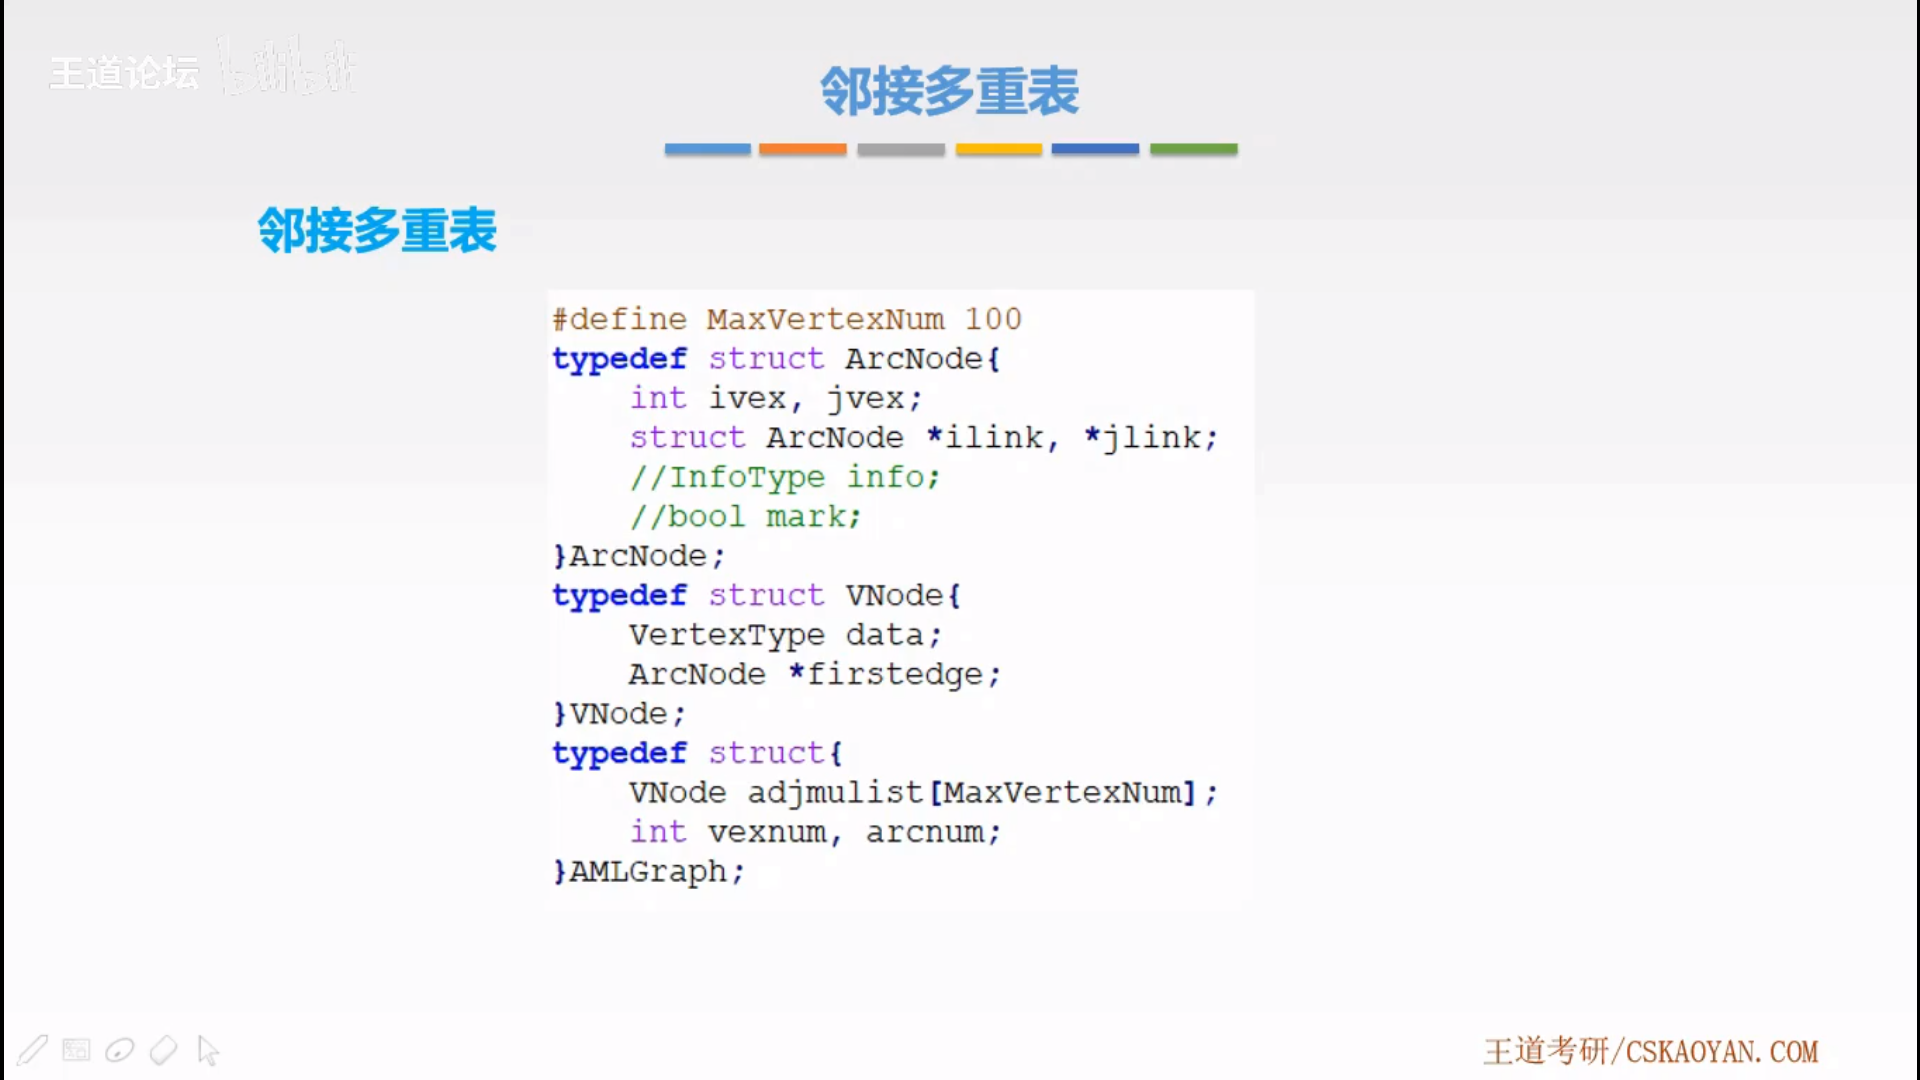 王道论坛 bilibili
邻接多重表
邻接多重表
#define MaxVertexNum 100
typedef struct ArcNode{
    int ivex, jvex;
    struct ArcNode *ilink, *jlink;
    //InfoType info;
    //bool mark;
}ArcNode;
typedef struct VNode{
    VertexType data;
    ArcNode *firstedge;
}VNode;
typedef struct{
    VNode adjmulist[MaxVertexNum];
    int vexnum, arcnum;
}AMLGraph;
王道考研/CSKAOYAN.COM